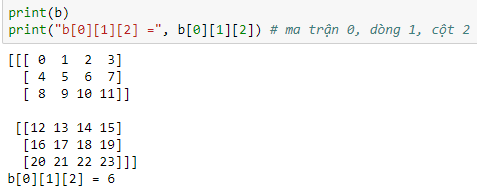 print(b)
print("b[0][1][2] =", b[0][1][2]) # ma trận 0, dòng 1, cột 2
[[[ 0  1  2  3]
  [ 4  5  6  7]
  [ 8  9 10 11]]

 [[12 13 14 15]
  [16 17 18 19]
  [20 21 22 23]]]
b[0][1][2] = 6